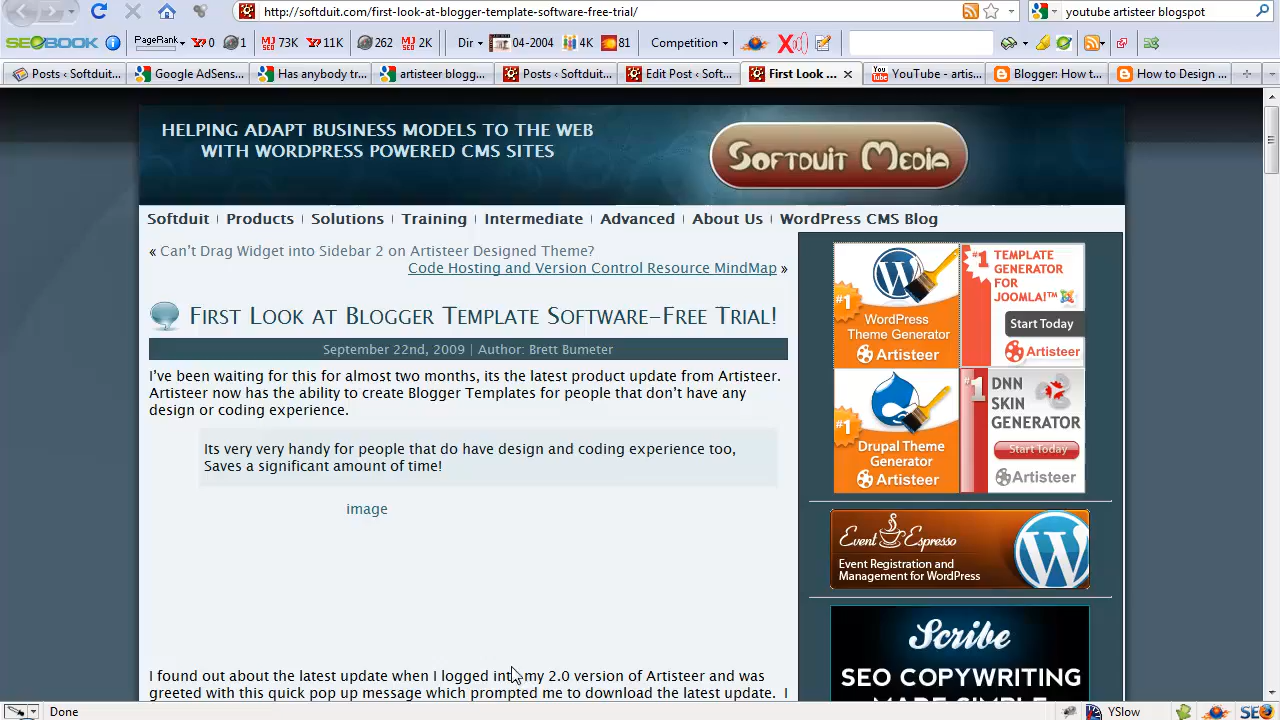 http://softduit.com/first-look-at-blogger-template-software-free-trial/
youtube artisteer blogspot
SEOBOOK PageRank 0 1 73K 11K 262 2K Dir 04-2004 4K 81 Competition
Posts ‹ Softduit...
Google AdSens...
Has anybody tr...
artisteer blogg...
Posts ‹ Softduit...
Edit Post ‹ Soft...
First Look ...
YouTube - artis...
Blogger: How t...
How to Design ...
HELPING ADAPT BUSINESS MODELS TO THE WEB
WITH WORDPRESS POWERED CMS SITES
Softduit Media
Softduit Products Solutions Training Intermediate Advanced About Us WordPress CMS Blog
« Can't Drag Widget into Sidebar 2 on Artisteer Designed Theme?
Code Hosting and Version Control Resource MindMap »
First Look at Blogger Template Software–Free Trial!
September 22nd, 2009 | Author: Brett Bumeter
I've been waiting for this for almost two months, its the latest product update from Artisteer.
Artisteer now has the ability to create Blogger Templates for people that don't have any
design or coding experience.
Its very very handy for people that do have design and coding experience too,
Saves a significant amount of time!
image
I found out about the latest update when I logged into my 2.0 version of Artisteer and was
greeted with this quick pop up message which prompted me to download the latest update. I
#1
WordPress
Theme Generator
Artisteer
#1 TEMPLATE
GENERATOR
FOR
JOOMLA!™
Start Today
Artisteer
#1
Drupal Theme
Generator
Artisteer
#1 DNN
SKIN
GENERATOR
Start Today
Artisteer
Event Espresso
Event Registration and
Management for WordPress
Scribe
SEO COPYWRITING
MADE SIMPLE
Done
YSlow
SEO